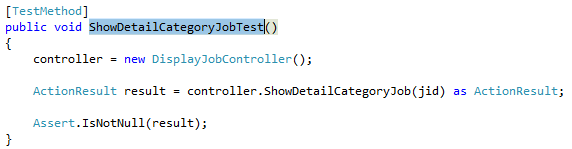 [TestMethod]
public void ShowDetailCategoryJobTest()
{
controller = new DisplayJobController();
ActionResult result = controller.ShowDetailCategoryJob(jid) as ActionResult;
Assert.IsNotNull(result);
}